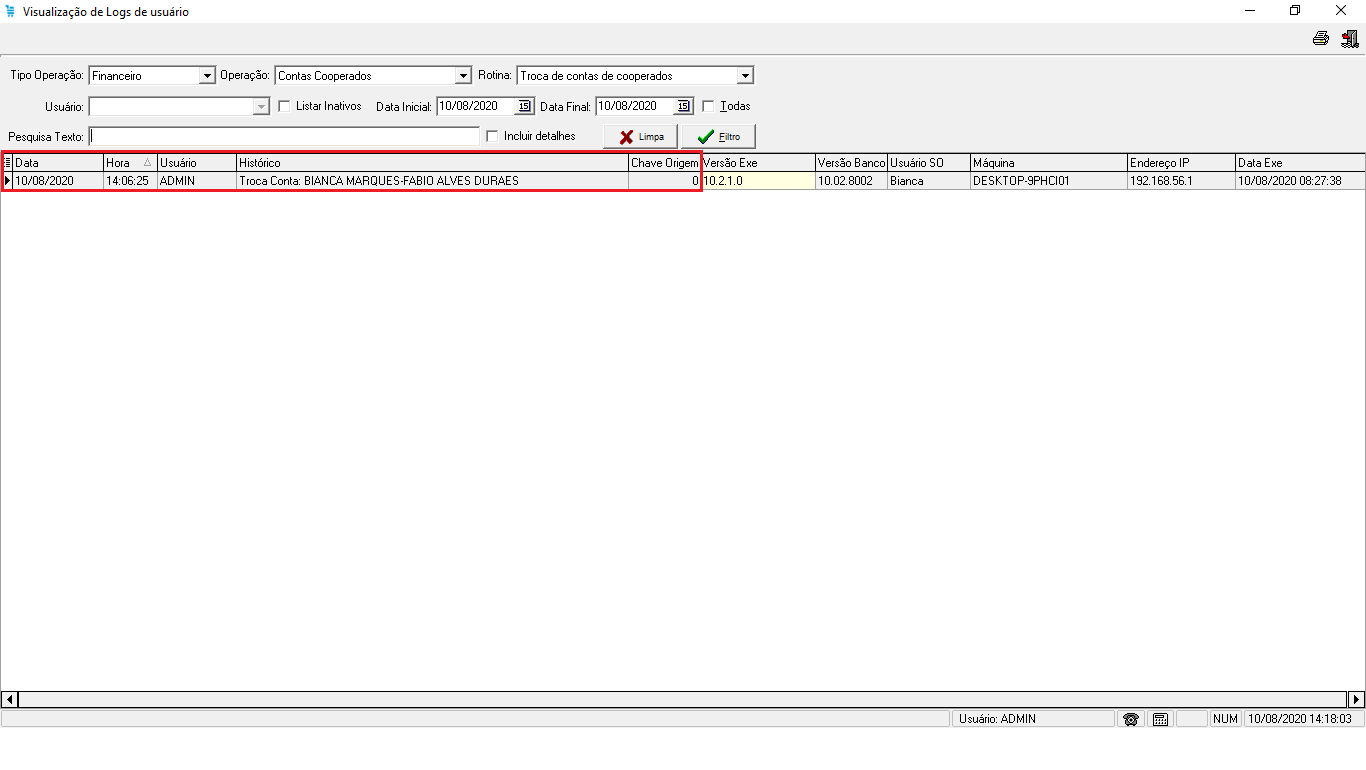 Visualização de Logs de usuário
Tipo Operação: Financeiro Operação: Contas Cooperados Rotina: Troca de contas de cooperados
Usuário: Listar Inativos Data Inicial: 10/08/2020 15 Data Final: 10/08/2020 15 Todas
Pesquisa Texto: Incluir detalhes Limpa Filtro
Data Hora Usuário Histórico Chave Origem Versão Exe Versão Banco Usuário SO Máquina Endereço IP Data Exe
10/08/2020 14:06:25 ADMIN Troca Conta: BIANCA MARQUES-FABIO ALVES DURAES 0 10.2.1.0 10.02.8002 Bianca DESKTOP-9PHCI01 192.168.56.1 10/08/2020 08:27:38
Usuário: ADMIN NUM 10/08/2020 14:18:03